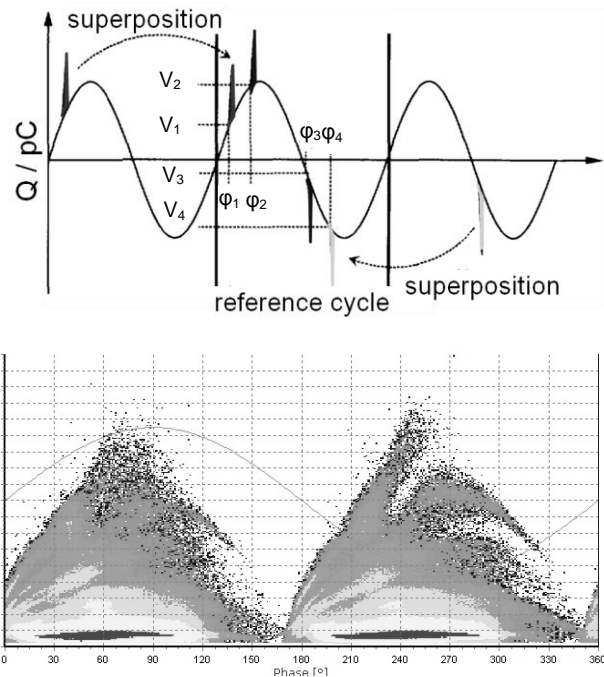 superposition
Q / pC
V₂
V₁
V₃
V₄
φ₃φ₄
φ₁ φ₂
superposition
reference cycle
0 30 60 90 120 150 180 210 240 270 300 330 360
Phase [º]